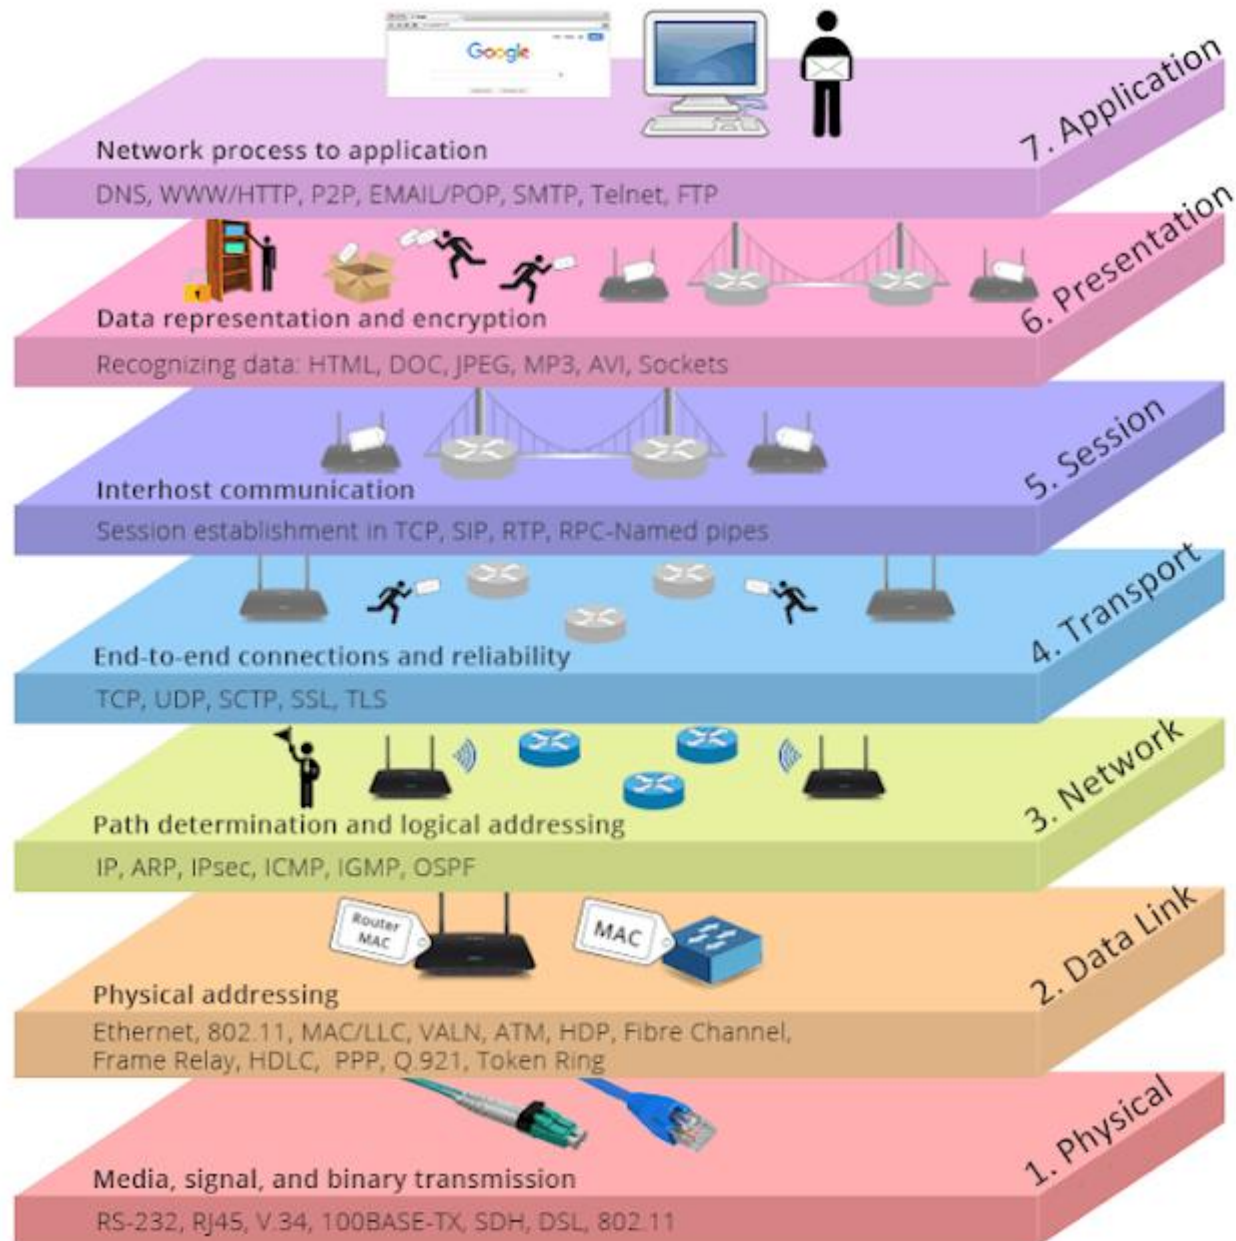 Google
Network process to application
7. Application
DNS, WWW/HTTP, P2P, EMAIL/POP, SMTP, Telnet, FTP
Data representation and encryption
6. Presentation
Recognizing data: HTML, DOC, JPEG, MP3, AVI, Sockets
Interhost communication
5. Session
Session establishment in TCP, SIP, RTP, RPC-Named pipes
End-to-end connections and reliability
4. Transport
TCP, UDP, SCTP, SSL, TLS
Path determination and logical addressing
3. Network
IP, ARP, IPsec, ICMP, IGMP, OSPF
Router
MAC
MAC
Physical addressing
2. Data Link
Ethernet, 802.11, MAC/LLC, VALN, ATM, HDP, Fibre Channel,
Frame Relay, HDLC, PPP, Q.921, Token Ring
Media, signal, and binary transmission
1. Physical
RS-232, RJ45, V.34, 100BASE-TX, SDH, DSL, 802.11